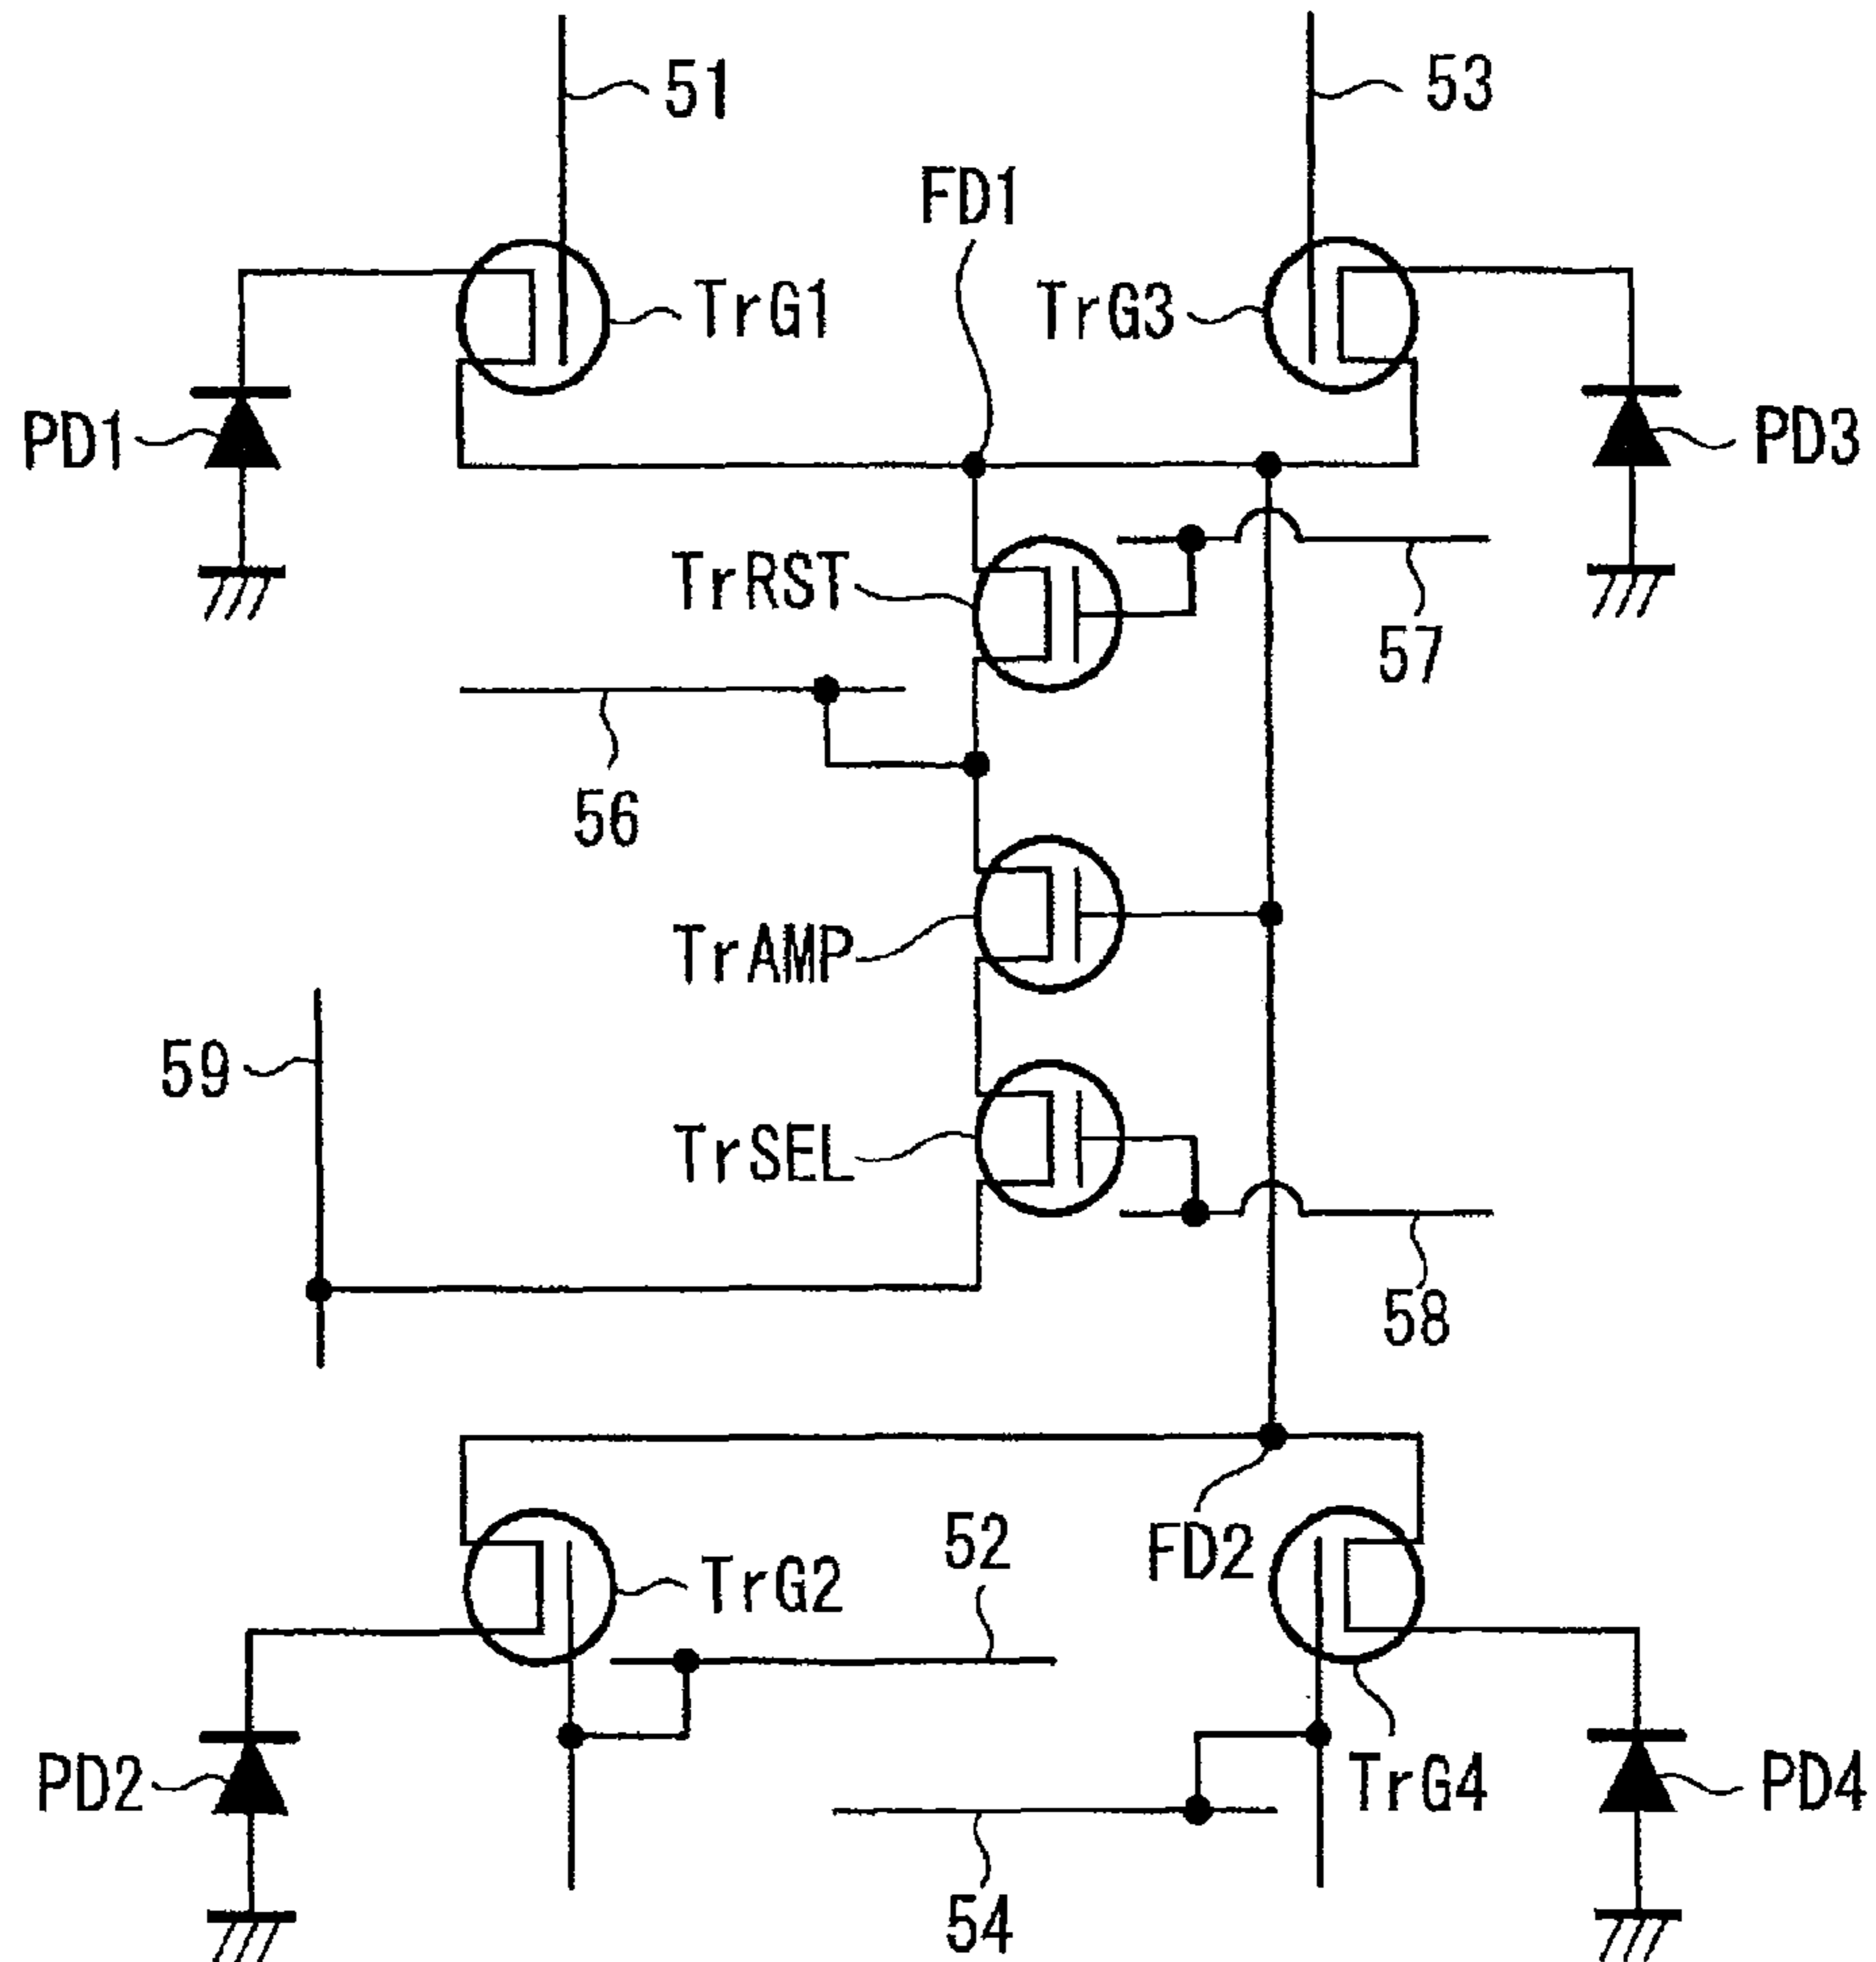 51
53
FD1
TrG1
TrG3
PD1
PD3
TrRST
57
56
TrAMP
59
TrSEL
58
52
FD2
TrG2
PD2
TrG4
PD4
54